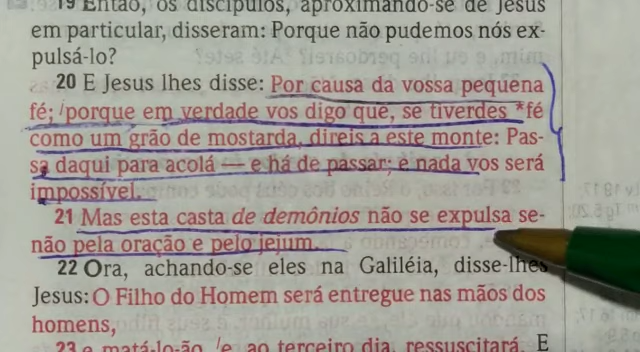 19 Então, os discípulos, aproximando-se de Jesus
em particular, disseram: Porque não pudemos nós ex-
pulsá-lo?
20 E Jesus lhes disse: Por causa da vossa pequena
fé; porque em verdade vos digo que, se tiverdes *fé
como um grão de mostarda, direis a este monte: Pas-
sa daqui para acolá — e há de passar; e nada vos será
impossível.
21 Mas esta casta de demônios não se expulsa se-
não pela oração e pelo jejum.
22 Ora, achando-se eles na Galiléia, disse-lhes
Jesus: O Filho do Homem será entregue nas mãos dos
homens,
23 e matá-lo-ão, e, ao terceiro dia, ressuscitará. E